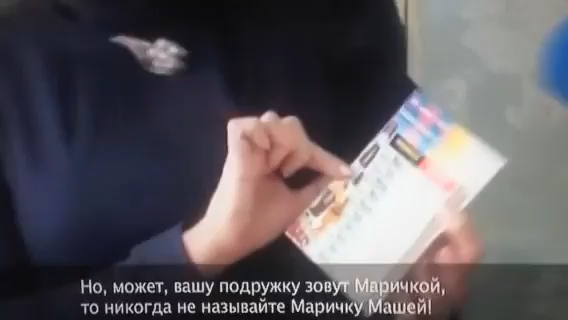 Но, может, вашу подружку зовут Маричкой,
то никогда не называйте Маричку Машей!